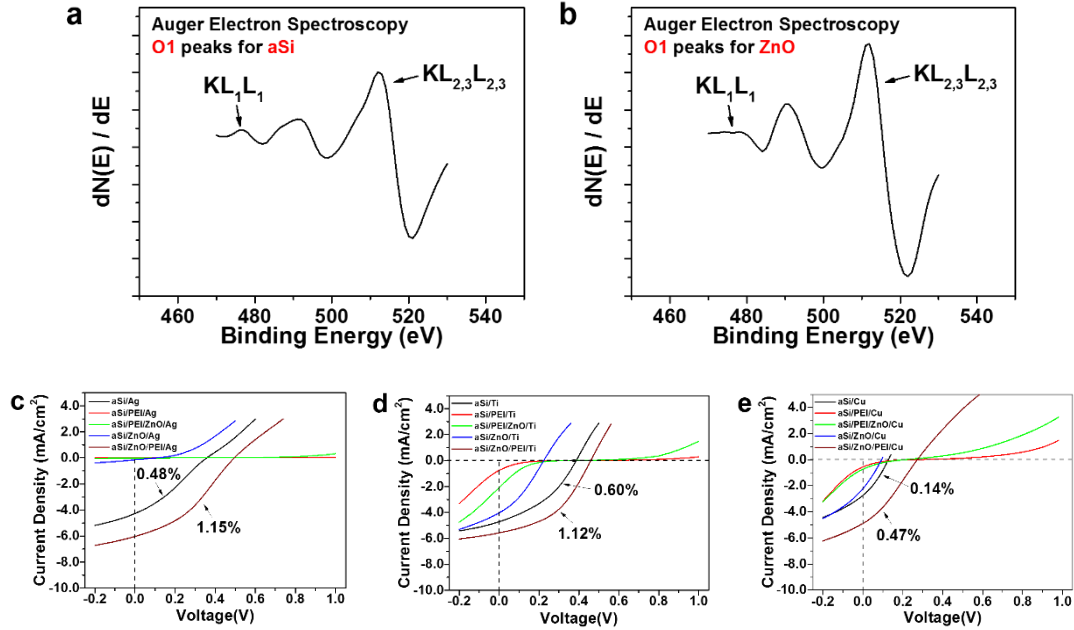 a
Auger Electron Spectroscopy
O1 peaks for aSi
KL1L1
KL2,3L2,3
dN(E) / dE
460 480 500 520 540
Binding Energy (eV)
b
Auger Electron Spectroscopy
O1 peaks for ZnO
KL1L1
KL2,3L2,3
dN(E) / dE
460 480 500 520 540
Binding Energy (eV)
c
aSi/Ag
aSi/PEI/Ag
aSi/PEI/ZnO/Ag
aSi/ZnO/Ag
aSi/ZnO/PEI/Ag
0.48%
1.15%
Current Density (mA/cm2)
4.0
2.0
0.0
-2.0
-4.0
-6.0
-8.0
-10.0
-0.2 0.0 0.2 0.4 0.6 0.8 1.0
Voltage(V)
d
aSi/Ti
aSi/PEI/Ti
aSi/PEI/ZnO/Ti
aSi/ZnO/Ti
aSi/ZnO/PEI/Ti
0.60%
1.12%
Current Density (mA/cm2)
4.0
2.0
0.0
-2.0
-4.0
-6.0
-8.0
-10.0
-0.2 0.0 0.2 0.4 0.6 0.8 1.0
Voltage(V)
e
aSi/Cu
aSi/PEI/Cu
aSi/PEI/ZnO/Cu
aSi/ZnO/Cu
aSi/ZnO/PEI/Cu
0.14%
0.47%
Current Density (mA/cm2)
4.0
2.0
0.0
-2.0
-4.0
-6.0
-8.0
-10.0
-0.2 0.0 0.2 0.4 0.6 0.8 1.0
Voltage(V)